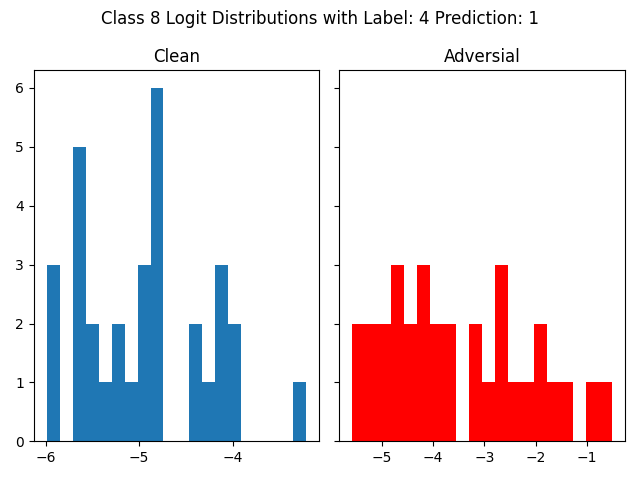 Class 8 Logit Distributions with Label: 4 Prediction: 1
Clean
Adversial
6
5
4
3
2
1
0
−6 −5 −4
−5 −4 −3 −2 −1